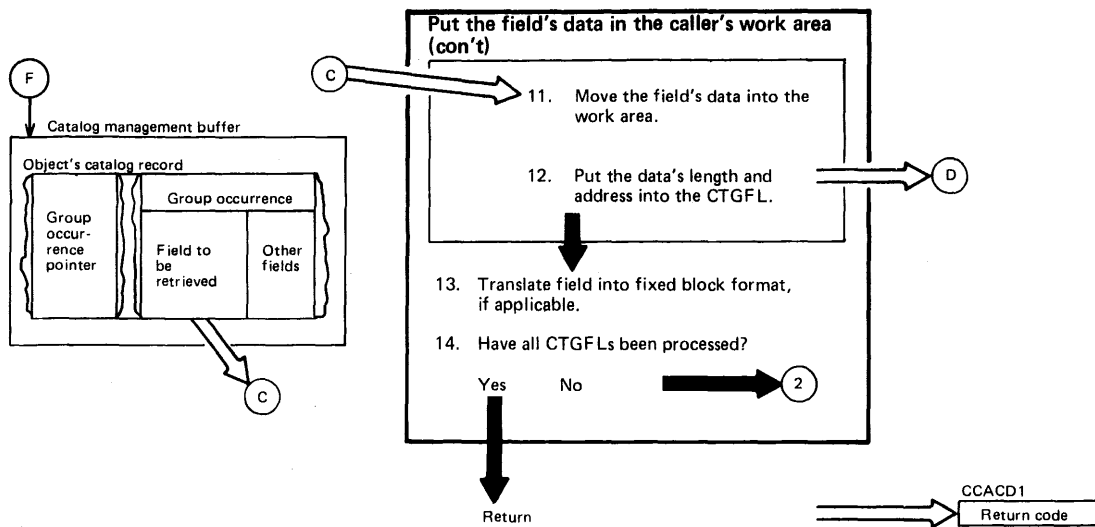 Put the field's data in the caller's work area
(con't)
F
C
11. Move the field's data into the
work area.
Catalog management buffer
Object's catalog record
Group occurrence
Group
occur-
rence
pointer
Field to
be
retrieved
Other
fields
12. Put the data's length and
address into the CTGFL.
D
13. Translate field into fixed block format,
if applicable.
14. Have all CTGFLs been processed?
Yes No
2
C
Return
CCACD1
Return code